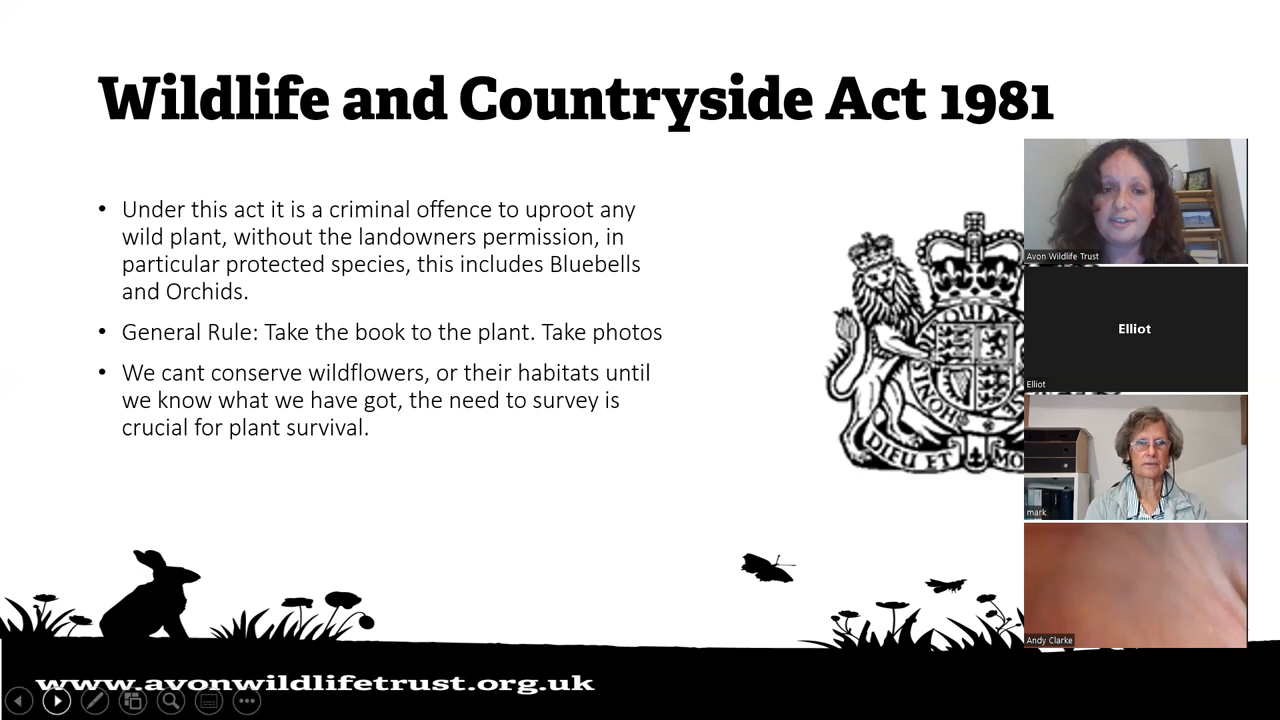 Wildlife and Countryside Act 1981
• Under this act it is a criminal offence to uproot any
wild plant, without the landowners permission, in
particular protected species, this includes Bluebells
and Orchids.
• General Rule: Take the book to the plant. Take photos
• We cant conserve wildflowers, or their habitats until
we know what we have got, the need to survey is
crucial for plant survival.
DIEU ET MO
Avon Wildlife Trust
Elliot
Elliot
mark
Andy Clarke
www.avonwildlifetrust.org.uk